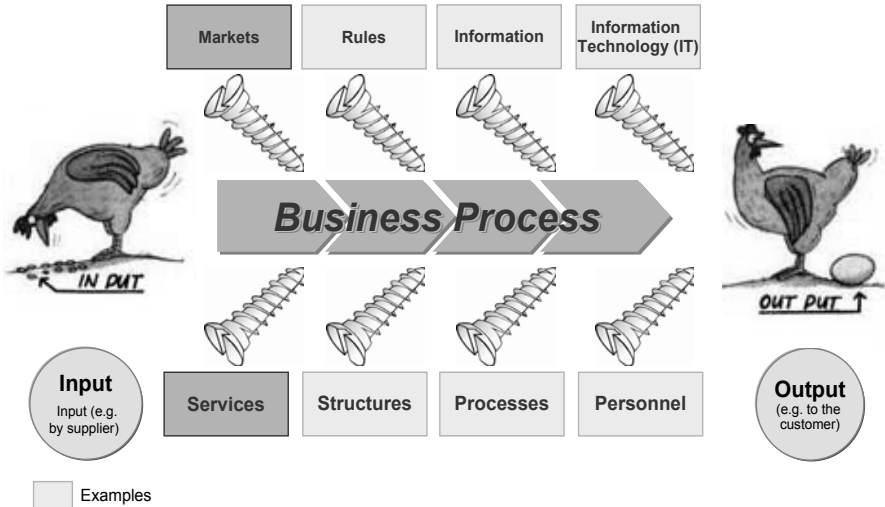 Markets
Rules
Information
Information
Technology (IT)
Business Process
IN PUT
OUT PUT
Input
Input (e.g.
by supplier)
Services
Structures
Processes
Personnel
Output
(e.g. to the
customer)
Examples